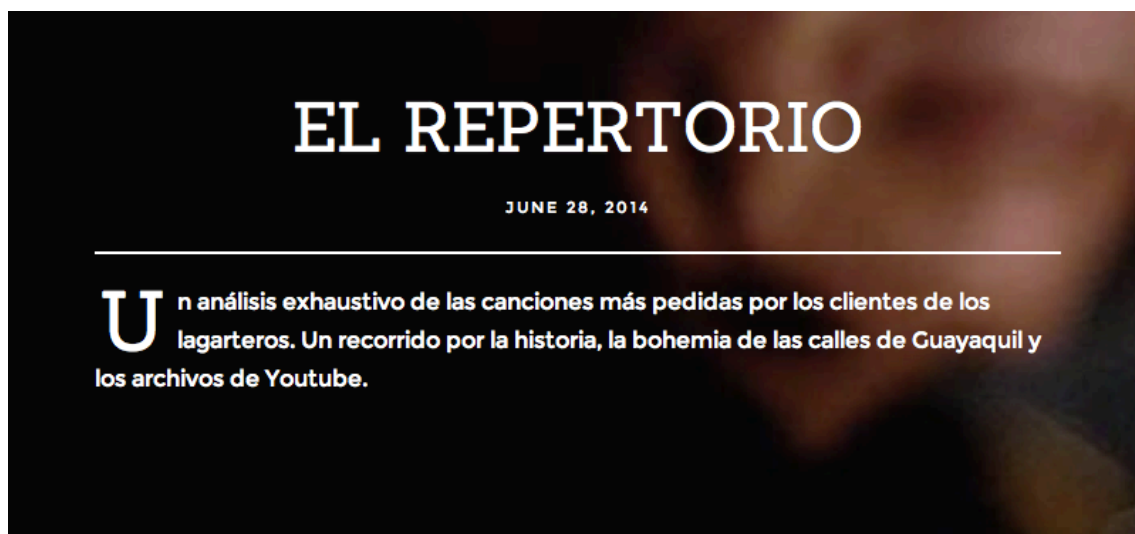 EL REPERTORIO
JUNE 28, 2014
Un análisis exhaustivo de las canciones más pedidas por los clientes de los
lagarteros. Un recorrido por la historia, la bohemia de las calles de Guayaquil y
los archivos de Youtube.